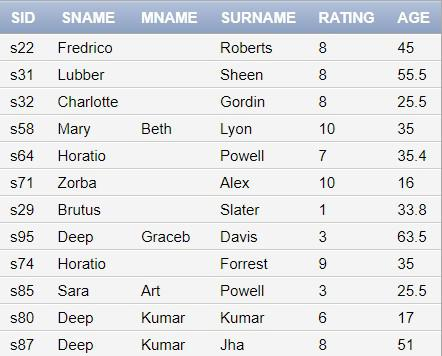 SID SNAME MNAME SURNAME RATING AGE
s22 Fredrico Roberts 8 45
s31 Lubber Sheen 8 55.5
s32 Charlotte Gordin 8 25.5
s58 Mary Beth Lyon 10 35
s64 Horatio Powell 7 35.4
s71 Zorba Alex 10 16
s29 Brutus Slater 1 33.8
s95 Deep Graceb Davis 3 63.5
s74 Horatio Forrest 9 35
s85 Sara Art Powell 3 25.5
s80 Deep Kumar Kumar 6 17
s87 Deep Kumar Jha 8 51